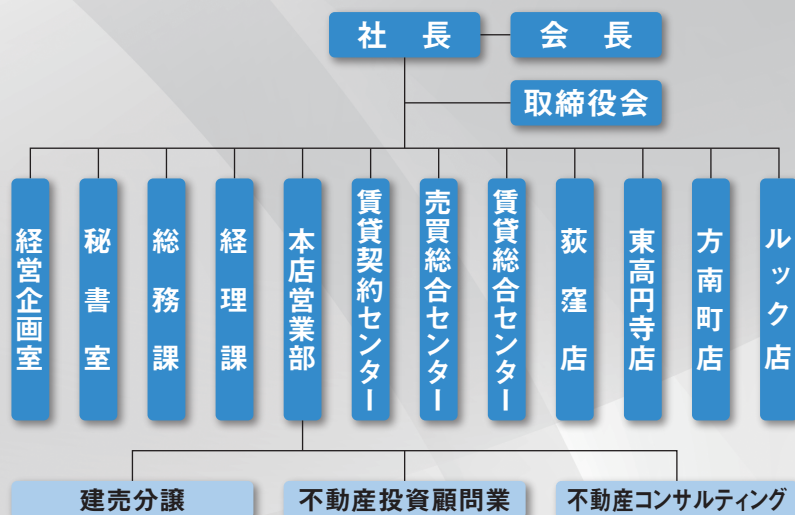 社長
会長
取締役会
経営企画室
秘書室
総務課
経理課
本店営業部
賃貸契約センター
売買総合センター
賃貸総合センター
荻窪店
東高円寺店
方南町店
ルック店
建売分譲
不動産投資顧問業
不動産コンサルティング